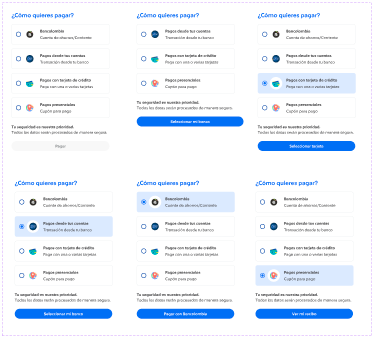 ¿Cómo quieres pagar?
Bancolombia
Cuenta de ahorros/Corriente
Pagos desde tus cuentas
Transacción desde tu banco
Pagos con tarjeta de crédito
Paga con una o varias tarjetas
Pagos presenciales
Cupón para pago
Tu seguridad es nuestra prioridad.
Todos los datos serán procesados de manera segura.
Pagar
¿Cómo quieres pagar?
Pagos desde tus cuentas
Transacción desde tu banco
Pagos con tarjeta de crédito
Paga con una o varias tarjetas
Pagos presenciales
Cupón para pago
Tu seguridad es nuestra prioridad.
Todos los datos serán procesados de manera segura.
Seleccionar mi banco
¿Cómo quieres pagar?
Bancolombia
Cuenta de ahorros/Corriente
Pagos desde tus cuentas
Transacción desde tu banco
Pagos con tarjeta de crédito
Paga con una o varias tarjetas
Pagos presenciales
Cupón para pago
Tu seguridad es nuestra prioridad.
Todos los datos serán procesados de manera segura.
Seleccionar tarjeta
¿Cómo quieres pagar?
Bancolombia
Cuenta de ahorros/Corriente
Pagos desde tus cuentas
Transacción desde tu banco
Pagos con tarjeta de crédito
Paga con una o varias tarjetas
Pagos presenciales
Cupón para pago
Tu seguridad es nuestra prioridad.
Todos los datos serán procesados de manera segura.
Seleccionar mi banco
¿Cómo quieres pagar?
Bancolombia
Cuenta de ahorros/Corriente
Pagos desde tus cuentas
Transacción desde tu banco
Pagos con tarjeta de crédito
Paga con una o varias tarjetas
Pagos presenciales
Cupón para pago
Tu seguridad es nuestra prioridad.
Todos los datos serán procesados de manera segura.
Pagar con Bancolombia
¿Cómo quieres pagar?
Bancolombia
Cuenta de ahorros/Corriente
Pagos desde tus cuentas
Transacción desde tu banco
Pagos con tarjeta de crédito
Paga con una o varias tarjetas
Pagos presenciales
Cupón para pago
Tu seguridad es nuestra prioridad.
Todos los datos serán procesados de manera segura.
Ver mi recibo